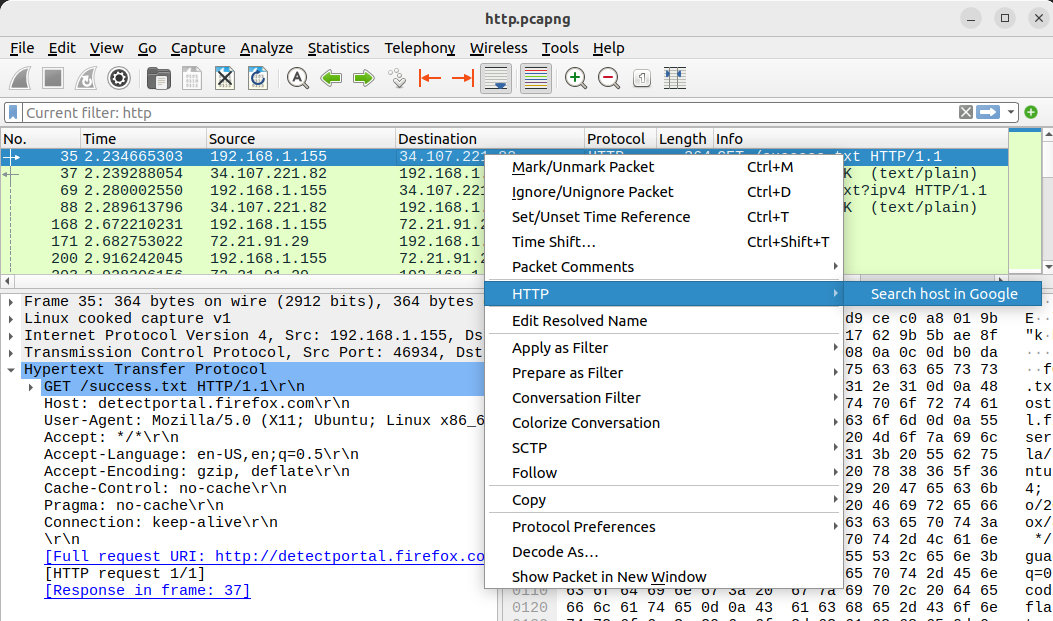 http.pcapng
File Edit View Go Capture Analyze Statistics Telephony Wireless Tools Help
Current filter: http
No. Time Source Destination Protocol Length Info
35 2.234665303 192.168.1.155 34.107.221.82 HTTP 364 GET /success.txt HTTP/1.1
37 2.239288054 34.107.221.82 192.168.1. K (text/plain)
69 2.280002550 192.168.1.155 34.107.221 xt?ipv4 HTTP/1.1
88 2.289613796 34.107.221.82 192.168.1. K (text/plain)
168 2.672210231 192.168.1.155 72.21.91.2
171 2.682753022 72.21.91.29 192.168.1.
200 2.916242045 192.168.1.155 72.21.91.2
Mark/Unmark Packet Ctrl+M
Ignore/Unignore Packet Ctrl+D
Set/Unset Time Reference Ctrl+T
Time Shift… Ctrl+Shift+T
Packet Comments
HTTP
Search host in Google
Edit Resolved Name
Apply as Filter
Prepare as Filter
Conversation Filter
Colorize Conversation
SCTP
Follow
Copy
Protocol Preferences
Decode As…
Show Packet in New Window
Frame 35: 364 bytes on wire (2912 bits), 364 bytes
Linux cooked capture v1
Internet Protocol Version 4, Src: 192.168.1.155, Ds
Transmission Control Protocol, Src Port: 46934, Dst
Hypertext Transfer Protocol
GET /success.txt HTTP/1.1\r\n
Host: detectportal.firefox.com\r\n
User-Agent: Mozilla/5.0 (X11; Ubuntu; Linux x86_6
Accept: */*\r\n
Accept-Language: en-US,en;q=0.5\r\n
Accept-Encoding: gzip, deflate\r\n
Cache-Control: no-cache\r\n
Pragma: no-cache\r\n
Connection: keep-alive\r\n
\r\n
[Full request URI: http://detectportal.firefox.co
[HTTP request 1/1]
[Response in frame: 37]
d9 ce c0 a8 01 9b E··
17 62 9b 5b ae 8f "k·
08 0a 0c 0d b0 da ···
75 63 63 65 73 73
31 2e 31 0d 0a 48 .tx
74 70 6f 72 74 61 ost
63 6f 6d 0d 0a 55 l.f
20 4d 6f 7a 69 6c ser
31 3b 20 55 62 75 la/
20 78 38 36 5f 36 ntu
29 20 47 65 63 6b 4;
20 46 69 72 65 66 o/2
63 63 65 70 74 3a ox/
70 74 2d 4c 61 6e */
55 53 2c 65 6e 3b gua
65 70 74 2d 45 6e q=0
0110 63 6f 64 69 6e 67 3a 20 67 7a 69 70 2c 20 64 65 cod
0120 66 6c 61 74 65 0d 0a 43 61 63 68 65 2d 43 6f 6e fla